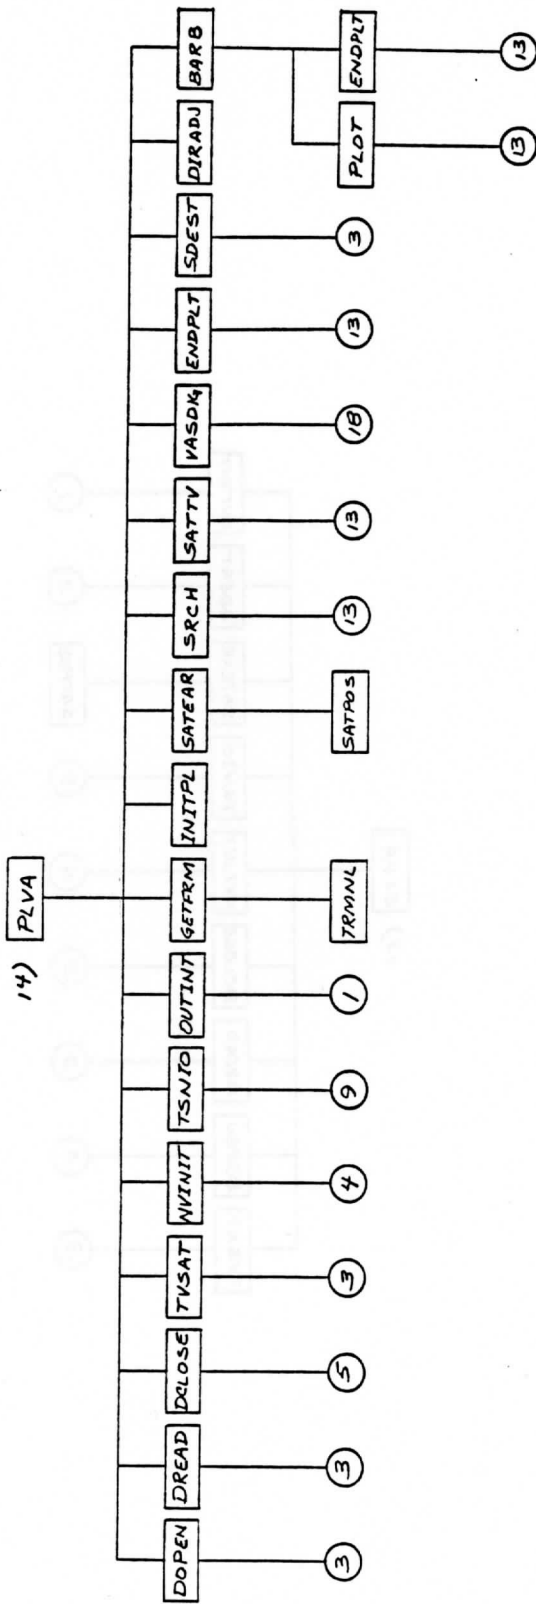 14) PLVA
DOPEN DREAD DCLOSE TVSAT NVINIT TSNIO OUTINT GETFRM INITPL SATEAR SRCH SATTV VASDKG ENDPLT SDEST DIRADJ BARB
3 3 5 3 4 9 1 TRMNL SATPOS 13 13 18 13 3 PLOT ENDPLT
13 13